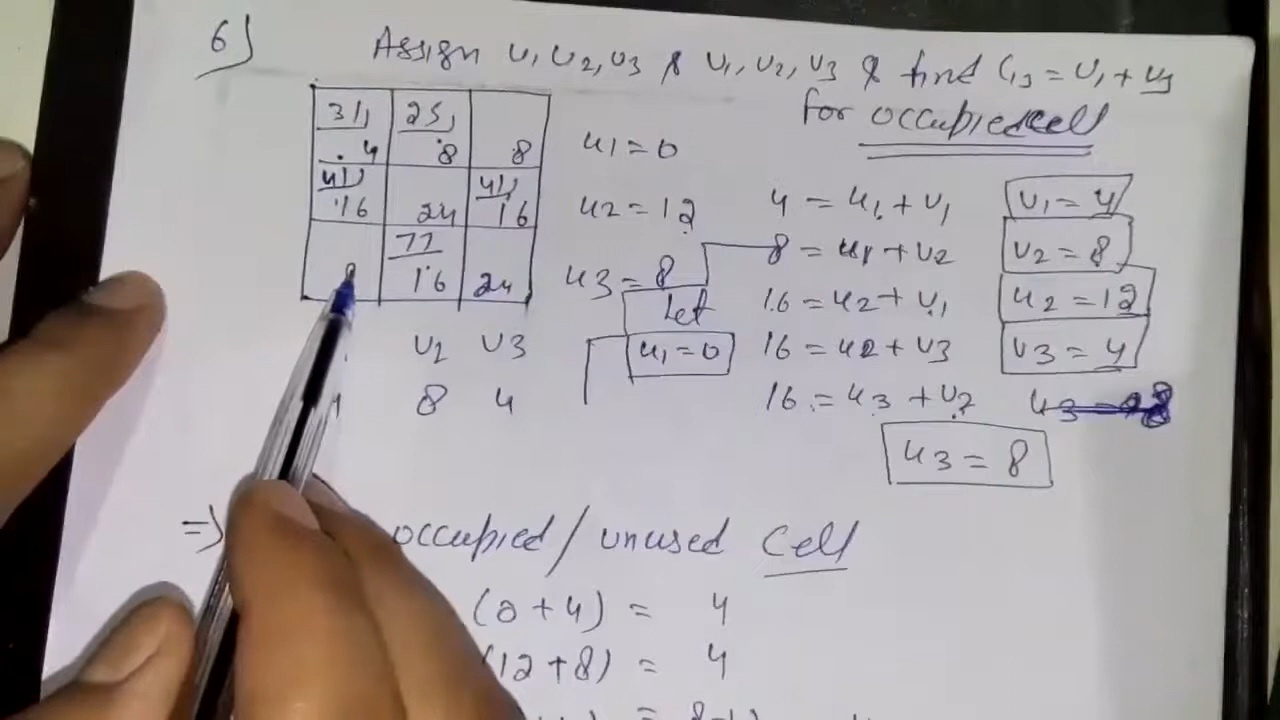 6) Assign u1, u2, u3 & v1, v2, v3 & find Cij = ui + vj
for occupied cell
31, 25,
4 8 8
41, 41,
16 24 16
77
8 16 24
v2 v3
8 4
u1 = 0
u2 = 12
u3 = 8
Let
u1 = 0
4 = u1 + v1 v1 = 4
8 = u1 + v2 v2 = 8
16 = u2 + v1 u2 = 12
16 = u2 + v3 v3 = 4
16 = u3 + v2
u3 = 8
=> occupied / unused cell
(0 + 4) = 4
(12 + 8) = 4